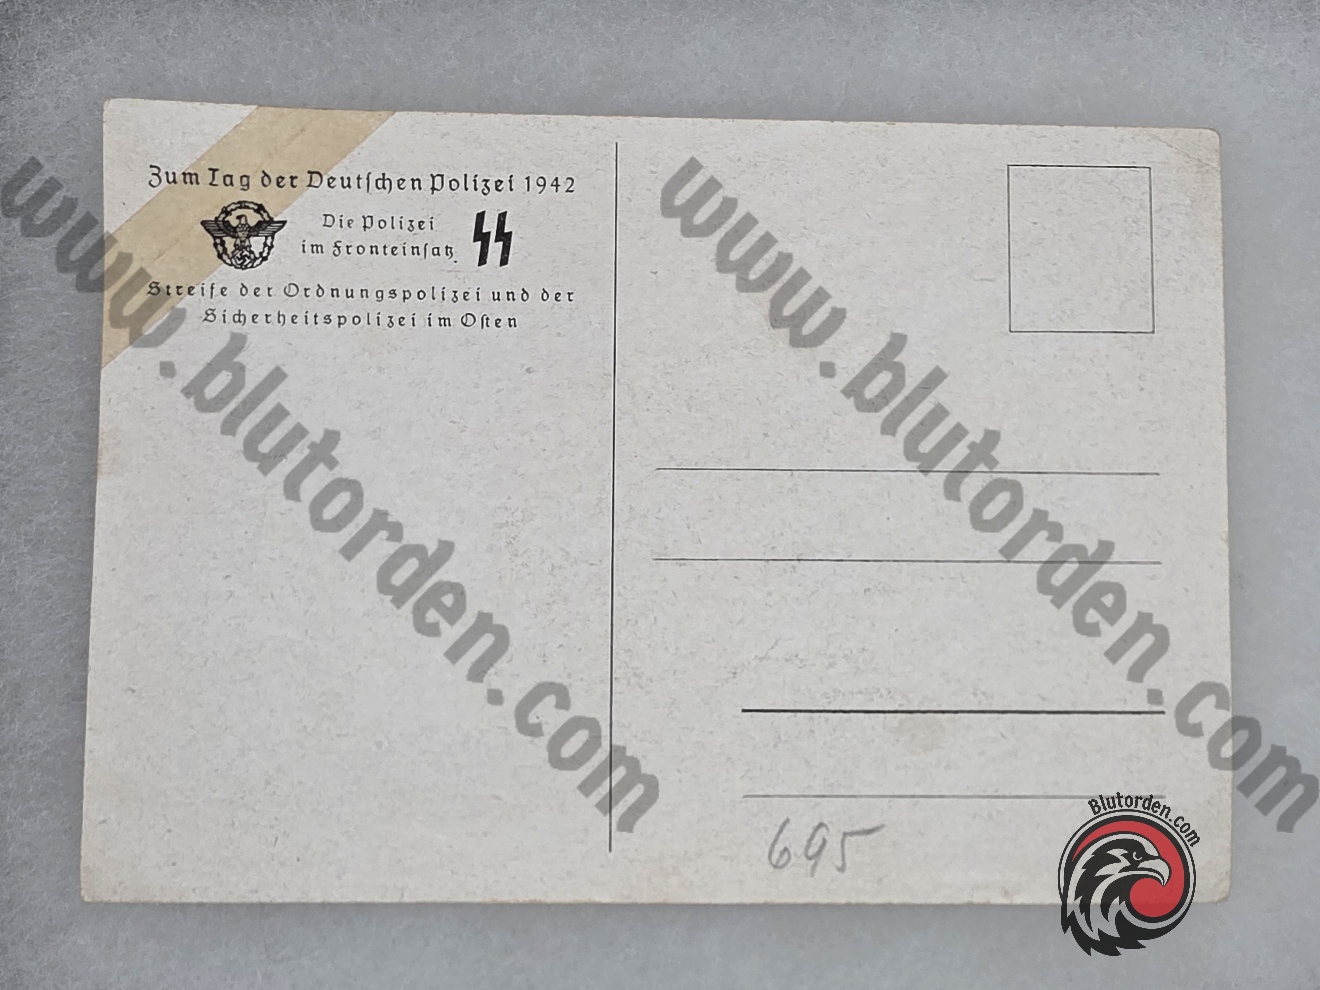 Zum Tag der Deutschen Polizei 1942
Die Polizei
im Fronteinsatz
Streife der Ordnungspolizei und der
Sicherheitspolizei im Osten
695
www.blutorden.com
www.blutorden.com
Blutorden.com